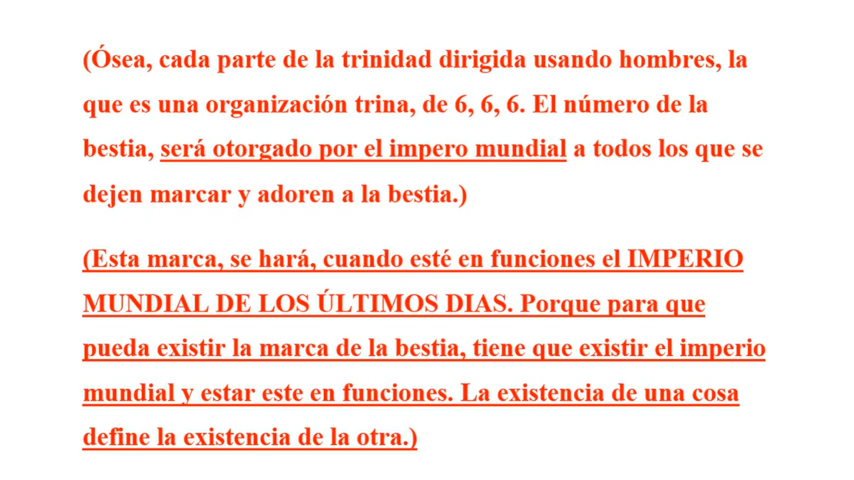 (Ósea, cada parte de la trinidad dirigida usando hombres, la
que es una organización trina, de 6, 6, 6. El número de la
bestia, será otorgado por el impero mundial a todos los que se
dejen marcar y adoren a la bestia.)
(Esta marca, se hará, cuando esté en funciones el IMPERIO
MUNDIAL DE LOS ÚLTIMOS DIAS. Porque para que
pueda existir la marca de la bestia, tiene que existir el imperio
mundial y estar este en funciones. La existencia de una cosa
define la existencia de la otra.)